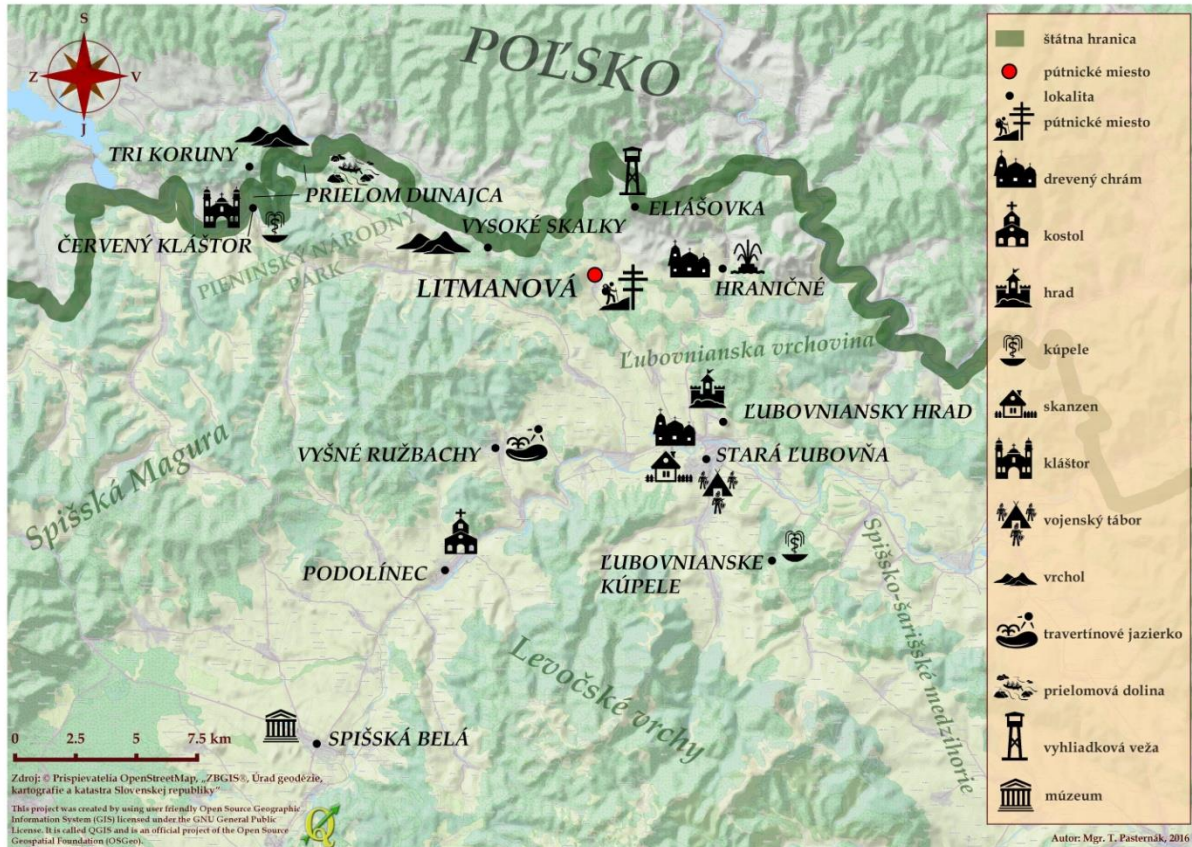 S
Z V
J
POĽSKO
TRI KORUNY
PRIELOM DUNAJCA
ČERVENÝ KLÁŠTOR
PIENINSKÝ NÁRODNÝ
PARK
VYSOKÉ SKALKY
ELIÁŠOVKA
LITMANOVÁ
HRANIČNÉ
Ľubovnianska vrchovina
ĽUBOVNIANSKY HRAD
VYŠNÉ RUŽBACHY
STARÁ ĽUBOVŇA
Spišská Magura
PODOLÍNEC
ĽUBOVNIANSKE
KÚPELE
Spišsko-šarišské medzihorie
Levočské vrchy
SPIŠSKÁ BELÁ
0 2.5 5 7.5 km
Zdroj: © Prispievatelia OpenStreetMap, „ZBGIS®, Úrad geodézie,
kartografie a katastra Slovenskej republiky“
This project was created by using user friendly Open Source Geographic
Information System (GIS) licensed under the GNU General Public
License. It is called QGIS and is an official project of the Open Source
Geospatial Foundation (OSGeo).
štátna hranica
pútnické miesto
lokalita
pútnické miesto
drevený chrám
kostol
hrad
kúpele
skanzen
kláštor
vojenský tábor
vrchol
travertínové jazierko
prielomová dolina
vyhliadková veža
múzeum
Autor: Mgr. T. Pasternák, 2016